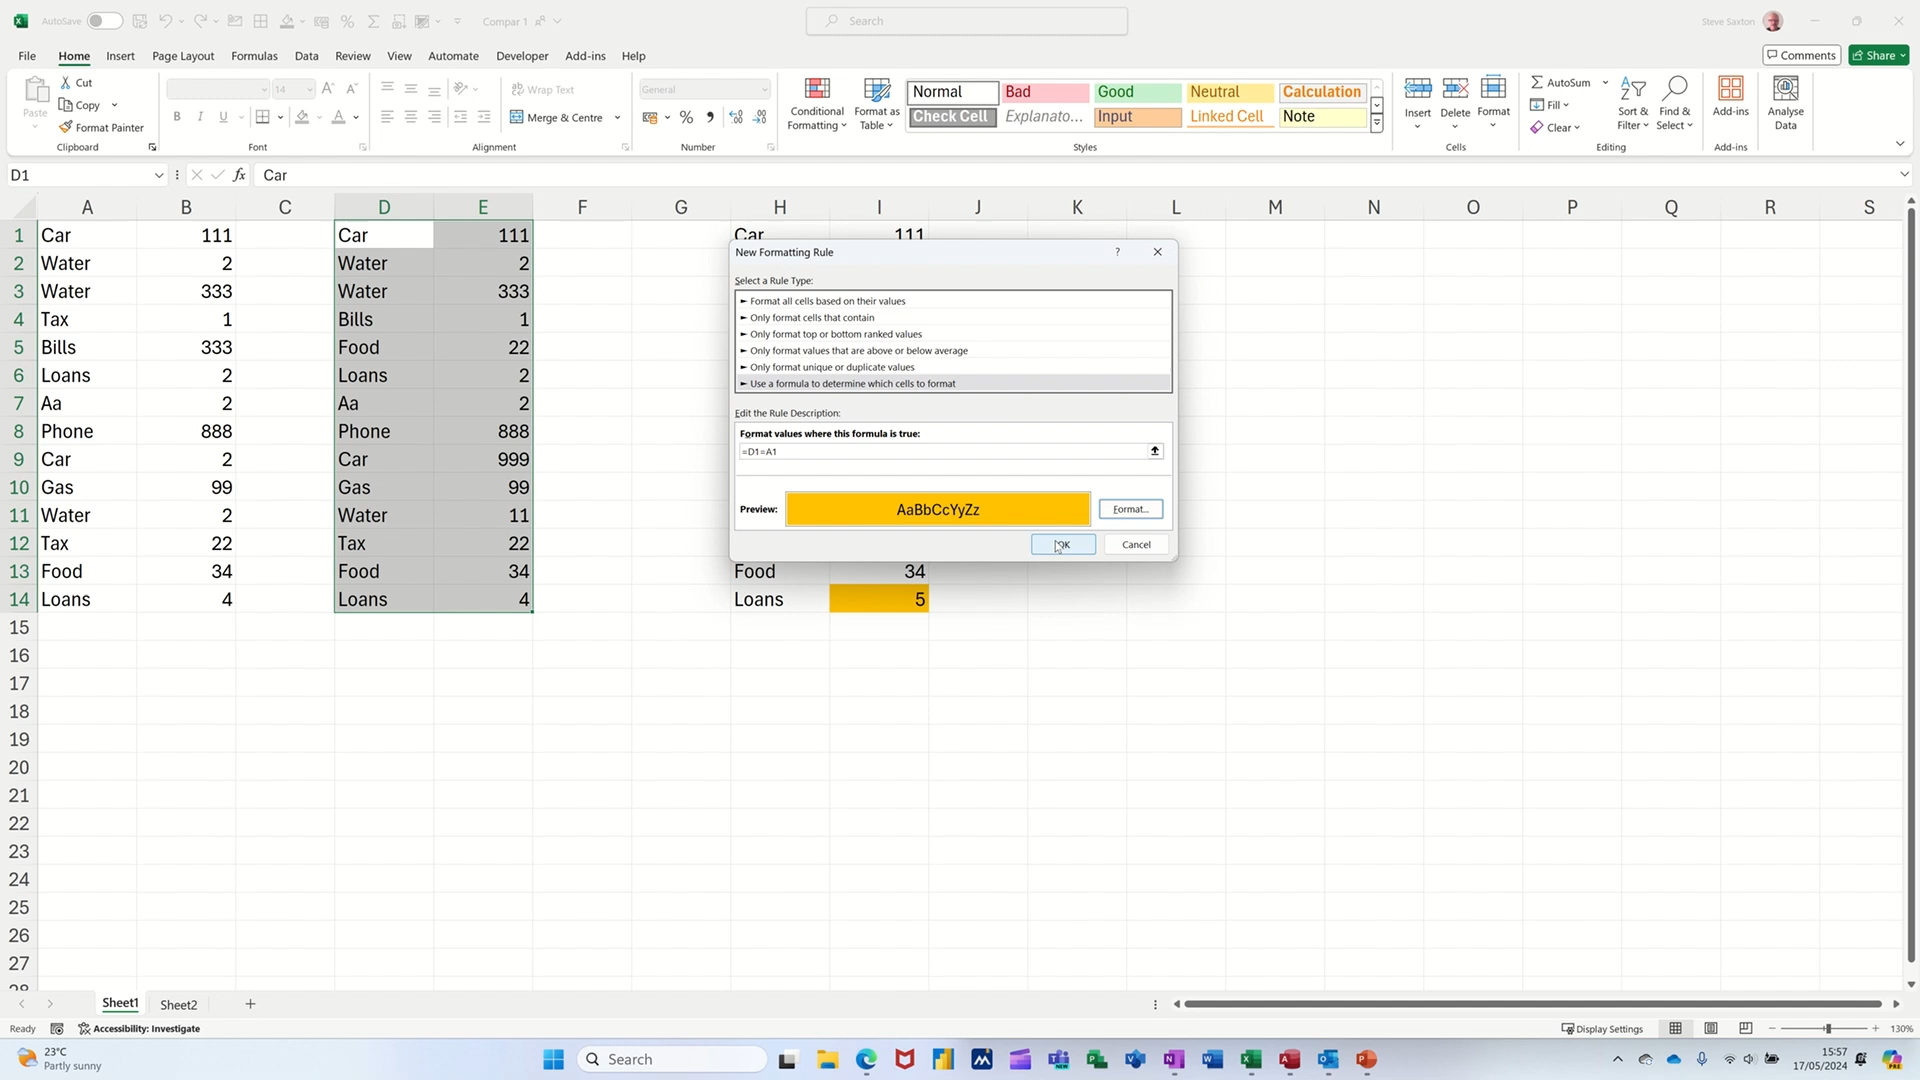 AutoSave Compar 1 Search Steve Saxton
File Home Insert Page Layout Formulas Data Review View Automate Developer Add-ins Help Comments Share
Paste Cut Copy Format Painter Clipboard
14 Font
Wrap Text Merge & Centre Alignment
General Number
Conditional Formatting Format as Table
Normal Bad Good Neutral Calculation
Check Cell Explanato... Input Linked Cell Note
Styles
Insert Delete Format Cells
AutoSum Fill Clear Sort & Filter Find & Select Editing
Add-ins Add-ins
Analyse Data
D1 fx Car
A B C D E F G H I J K L M N O P Q R S
1 Car 111 Car 111 Car 111
2 Water 2 Water 2
3 Water 333 Water 333
4 Tax 1 Bills 1
5 Bills 333 Food 22
6 Loans 2 Loans 2
7 Aa 2 Aa 2
8 Phone 888 Phone 888
9 Car 2 Car 999
10 Gas 99 Gas 99
11 Water 2 Water 11
12 Tax 22 Tax 22
13 Food 34 Food 34 Food 34
14 Loans 4 Loans 4 Loans 5
15
16
17
18
19
20
21
22
23
24
25
26
27
28
New Formatting Rule ?
Select a Rule Type:
► Format all cells based on their values
► Only format cells that contain
► Only format top or bottom ranked values
► Only format values that are above or below average
► Only format unique or duplicate values
► Use a formula to determine which cells to format
Edit the Rule Description:
Format values where this formula is true:
=D1=A1
Preview: AaBbCcYyZz Format...
OK Cancel
Sheet1 Sheet2
Ready Accessibility: Investigate Display Settings 130%
23°C
Partly sunny
Search
15:57
17/05/2024